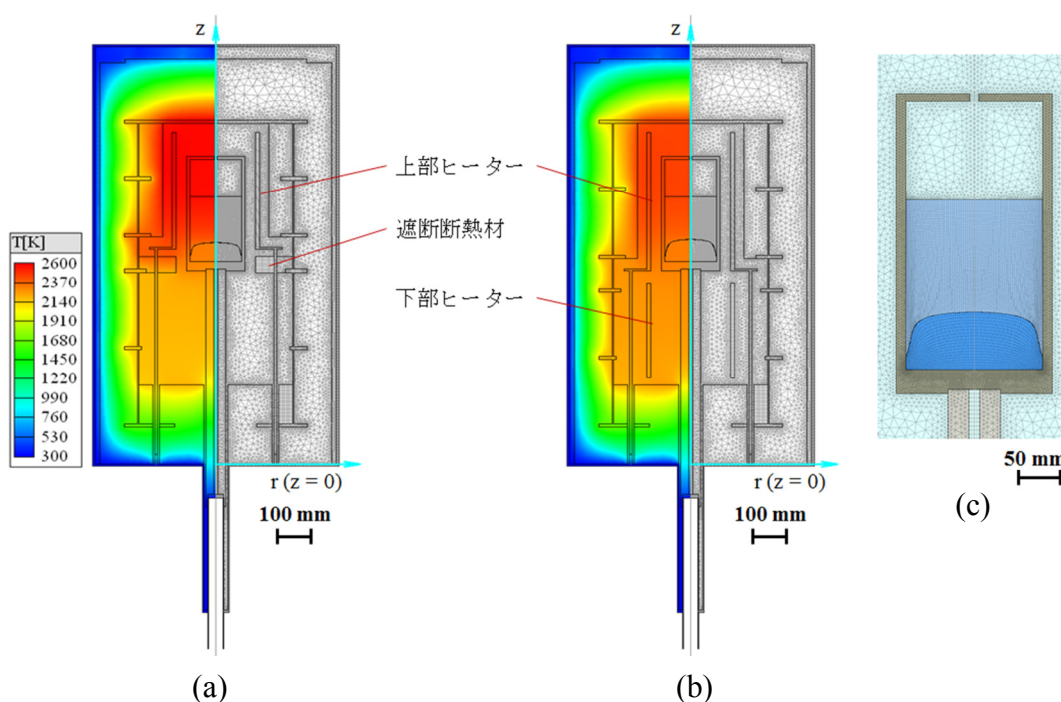 z
z
T[K]
2600
2370
2140
1910
1680
1450
1220
990
760
530
300
上部ヒーター
遮断断熱材
下部ヒーター
r (z = 0)
100 mm
r (z = 0)
100 mm
50 mm
(a)
(b)
(c)